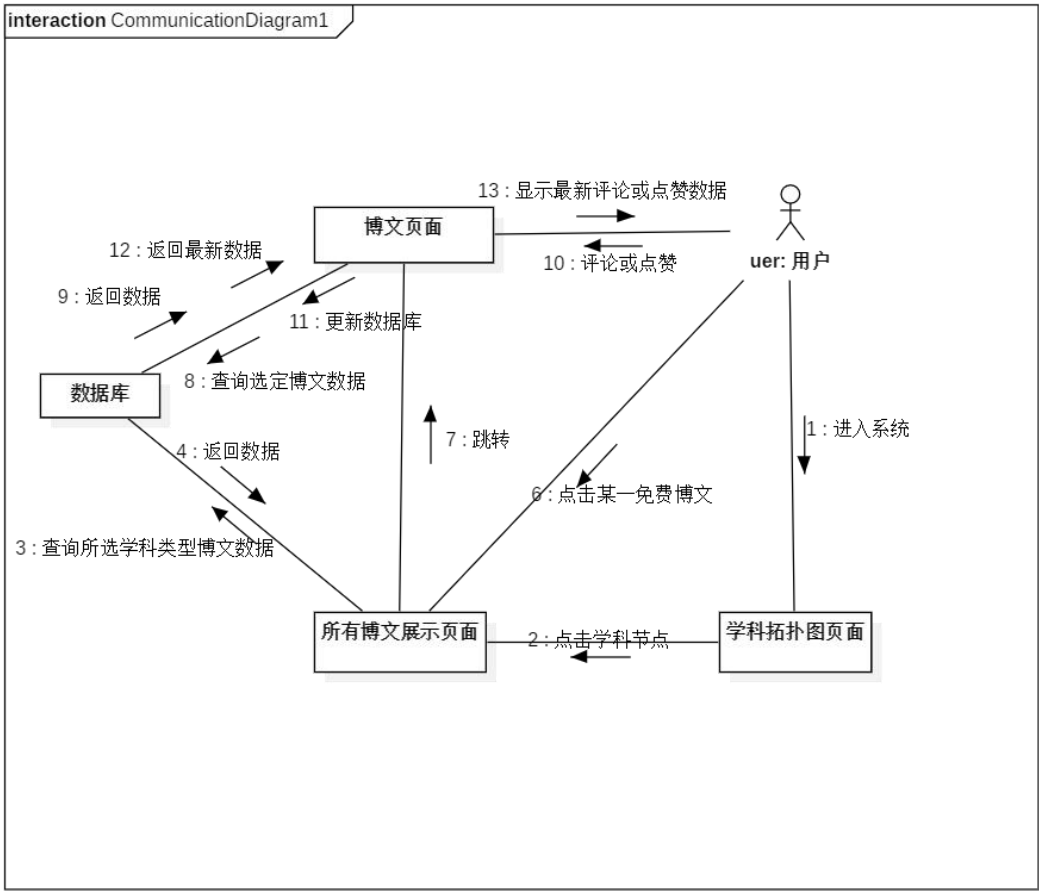 interaction CommunicationDiagram1
13 : 显示最新评论或点赞数据
博文页面
12 : 返回最新数据
10 : 评论或点赞
uer: 用户
9 : 返回数据
11 : 更新数据库
8 : 查询选定博文数据
数据库
1 : 进入系统
7 : 跳转
4 : 返回数据
6 : 点击某一免费博文
3 : 查询所选学科类型博文数据
所有博文展示页面
2 : 点击学科节点
学科拓扑图页面